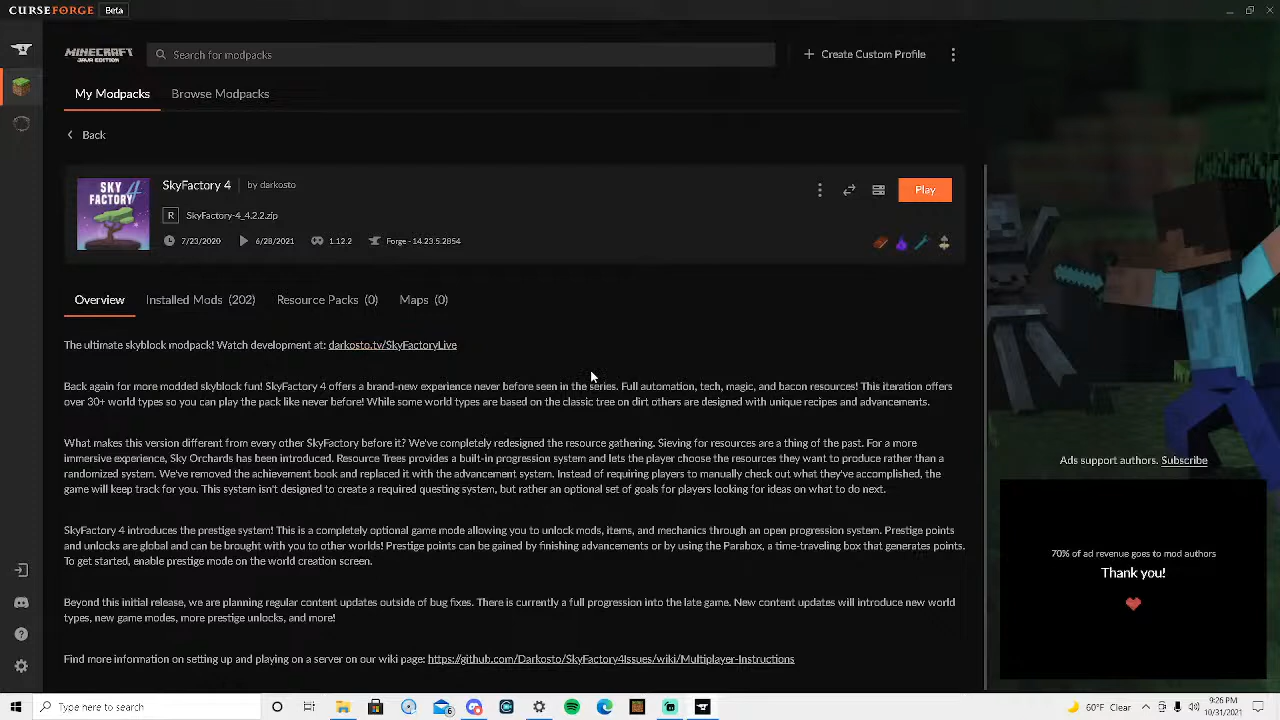 CURSEFORGE Beta
MINECRAFT
JAVA EDITION
Search for modpacks
Create Custom Profile
My Modpacks
Browse Modpacks
Back
SKY FACTORY 4
SkyFactory 4 | by darkosto
R SkyFactory-4_4.2.2.zip
Play
7/23/2020 6/28/2021 1.12.2 Forge - 14.23.5.2854
Overview Installed Mods (202) Resource Packs (0) Maps (0)
The ultimate skyblock modpack! Watch development at: darkosto.tv/SkyFactoryLive
Back again for more modded skyblock fun! SkyFactory 4 offers a brand-new experience never before seen in the series. Full automation, tech, magic, and bacon resources! This iteration offers
over 30+ world types so you can play the pack like never before! While some world types are based on the classic tree on dirt others are designed with unique recipes and advancements.
What makes this version different from every other SkyFactory before it? We've completely redesigned the resource gathering. Sieving for resources are a thing of the past. For a more
immersive experience, Sky Orchards has been introduced. Resource Trees provides a built-in progression system and lets the player choose the resources they want to produce rather than a
randomized system. We've removed the achievement book and replaced it with the advancement system. Instead of requiring players to manually check out what they've accomplished, the
game will keep track for you. This system isn't designed to create a required questing system, but rather an optional set of goals for players looking for ideas on what to do next.
SkyFactory 4 introduces the prestige system! This is a completely optional game mode allowing you to unlock mods, items, and mechanics through an open progression system. Prestige points
and unlocks are global and can be brought with you to other worlds! Prestige points can be gained by finishing advancements or by using the Parabox, a time-traveling box that generates points.
To get started, enable prestige mode on the world creation screen.
Beyond this initial release, we are planning regular content updates outside of bug fixes. There is currently a full progression into the late game. New content updates will introduce new world
types, new game modes, more prestige unlocks, and more!
Find more information on setting up and playing on a server on our wiki page: https://github.com/Darkosto/SkyFactory4Issues/wiki/Multiplayer-Instructions
Ads support authors. Subscribe
70% of ad revenue goes to mod authors
Thank you!
Type here to search
60°F Clear
9:26 PM
10/31/2021